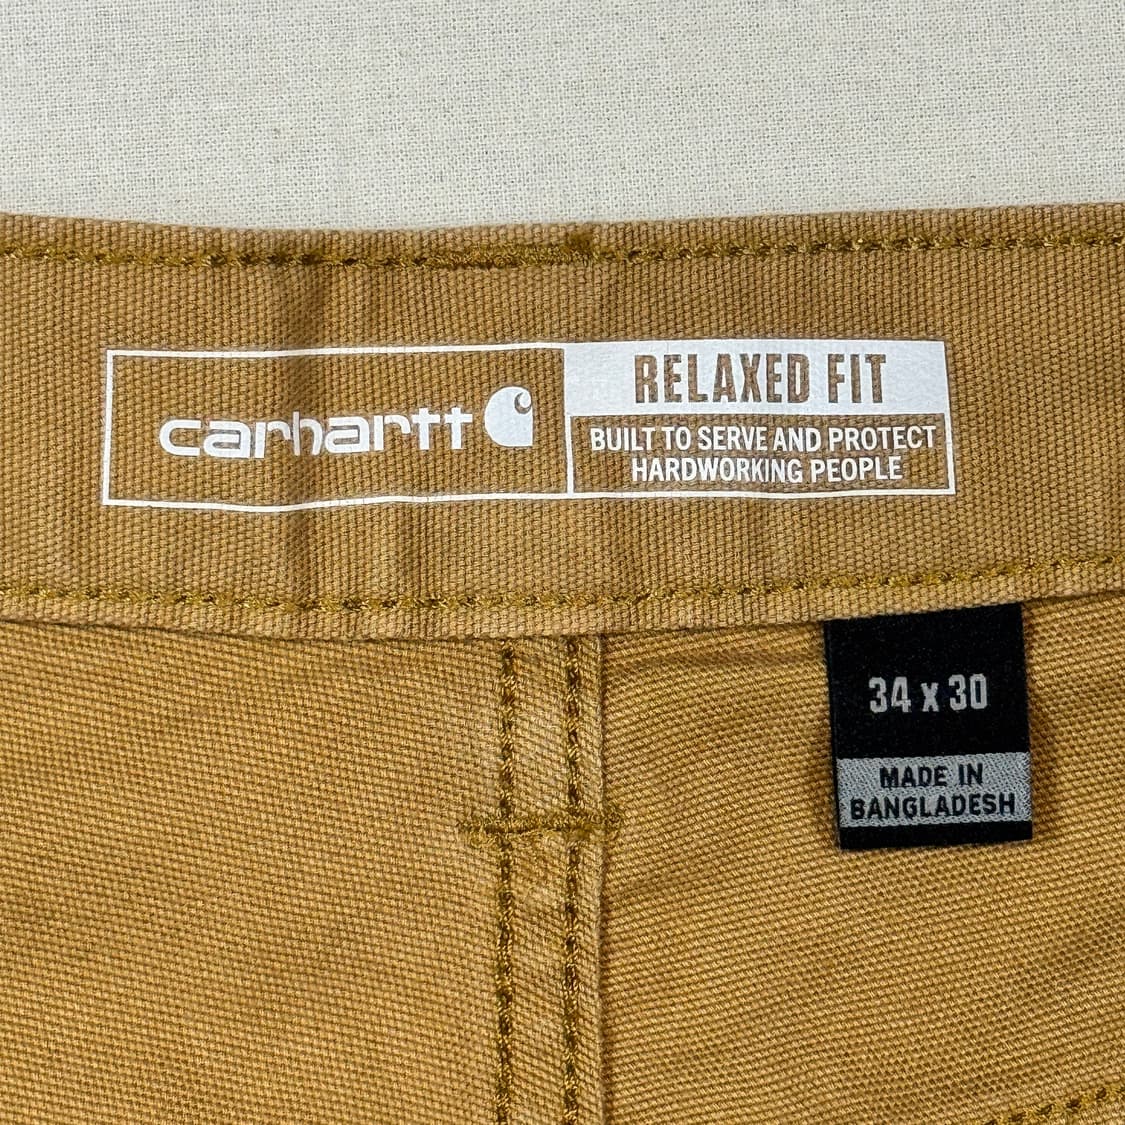 carhartt
RELAXED FIT
BUILT TO SERVE AND PROTECT
HARDWORKING PEOPLE
34 x 30
MADE IN
BANGLADESH